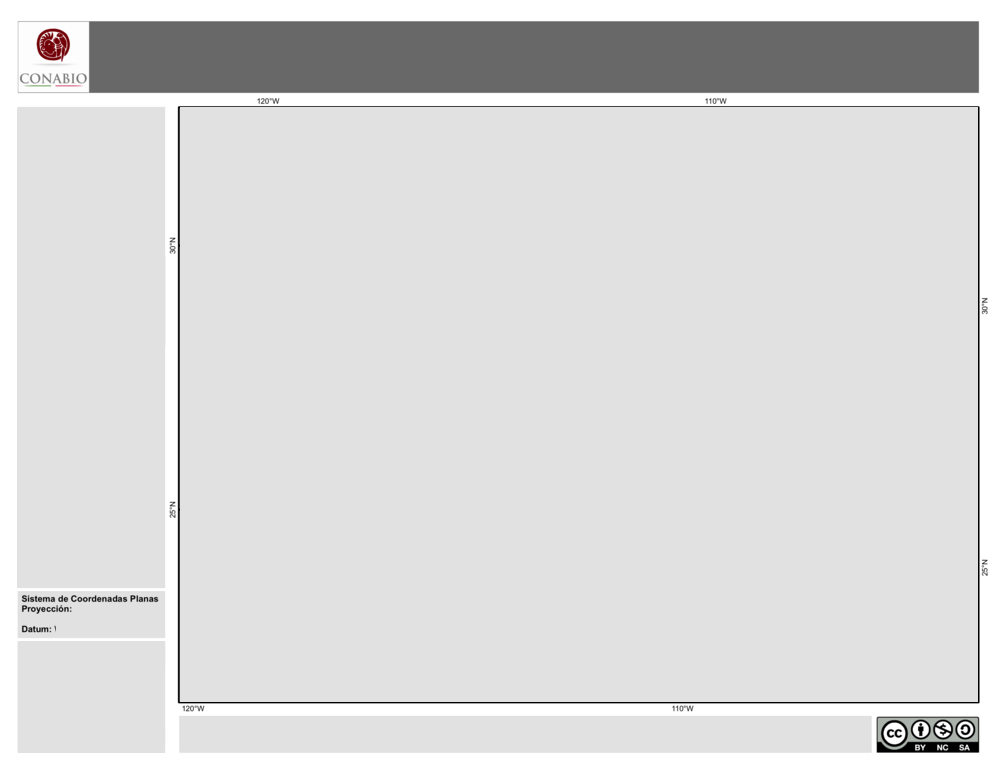 CONABIO
120°W
110°W
30°N
30°N
25°N
25°N
Sistema de Coordenadas Planas
Proyección:
Datum:
120°W
110°W
cc
BY NC SA